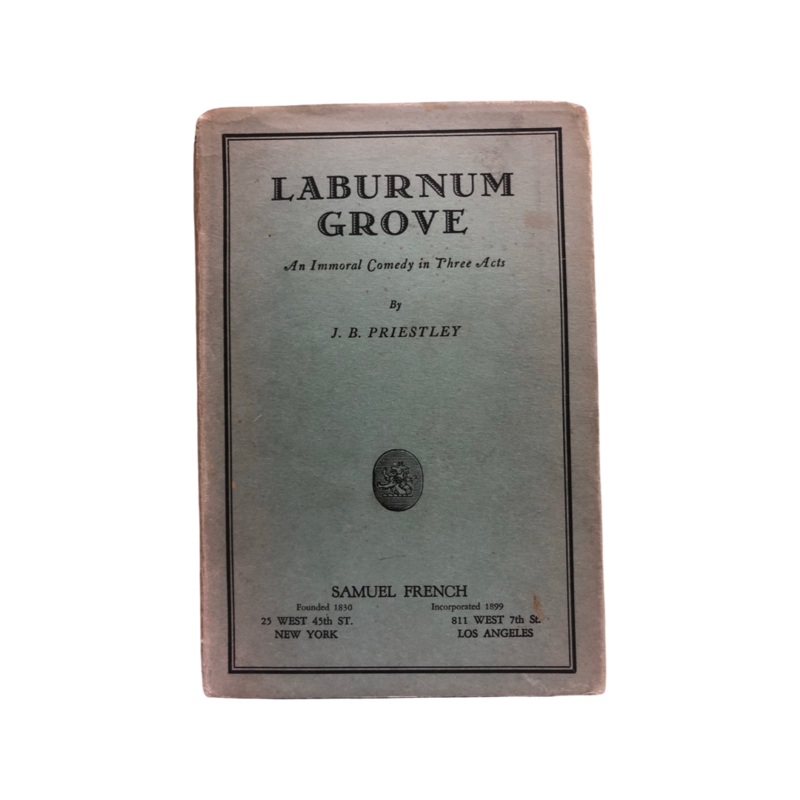 LABURNUM
GROVE
An Immoral Comedy in Three Acts
By
J. B. PRIESTLEY
SAMUEL FRENCH
Founded 1830 Incorporated 1899
25 WEST 45th ST. 811 WEST 7th St.
NEW YORK LOS ANGELES